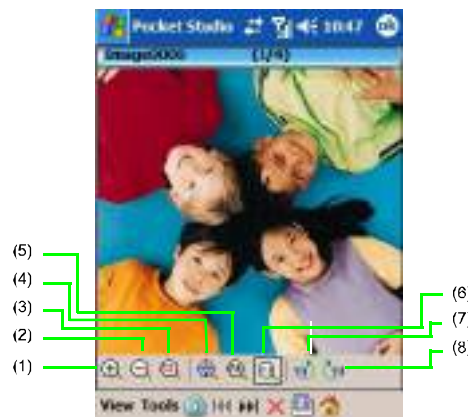 Pocket Studio 10:47 ok
Image0006 (1/4)
(5)
(4)
(3)
(2)
(1)
(6)
(7)
(8)
View Tools